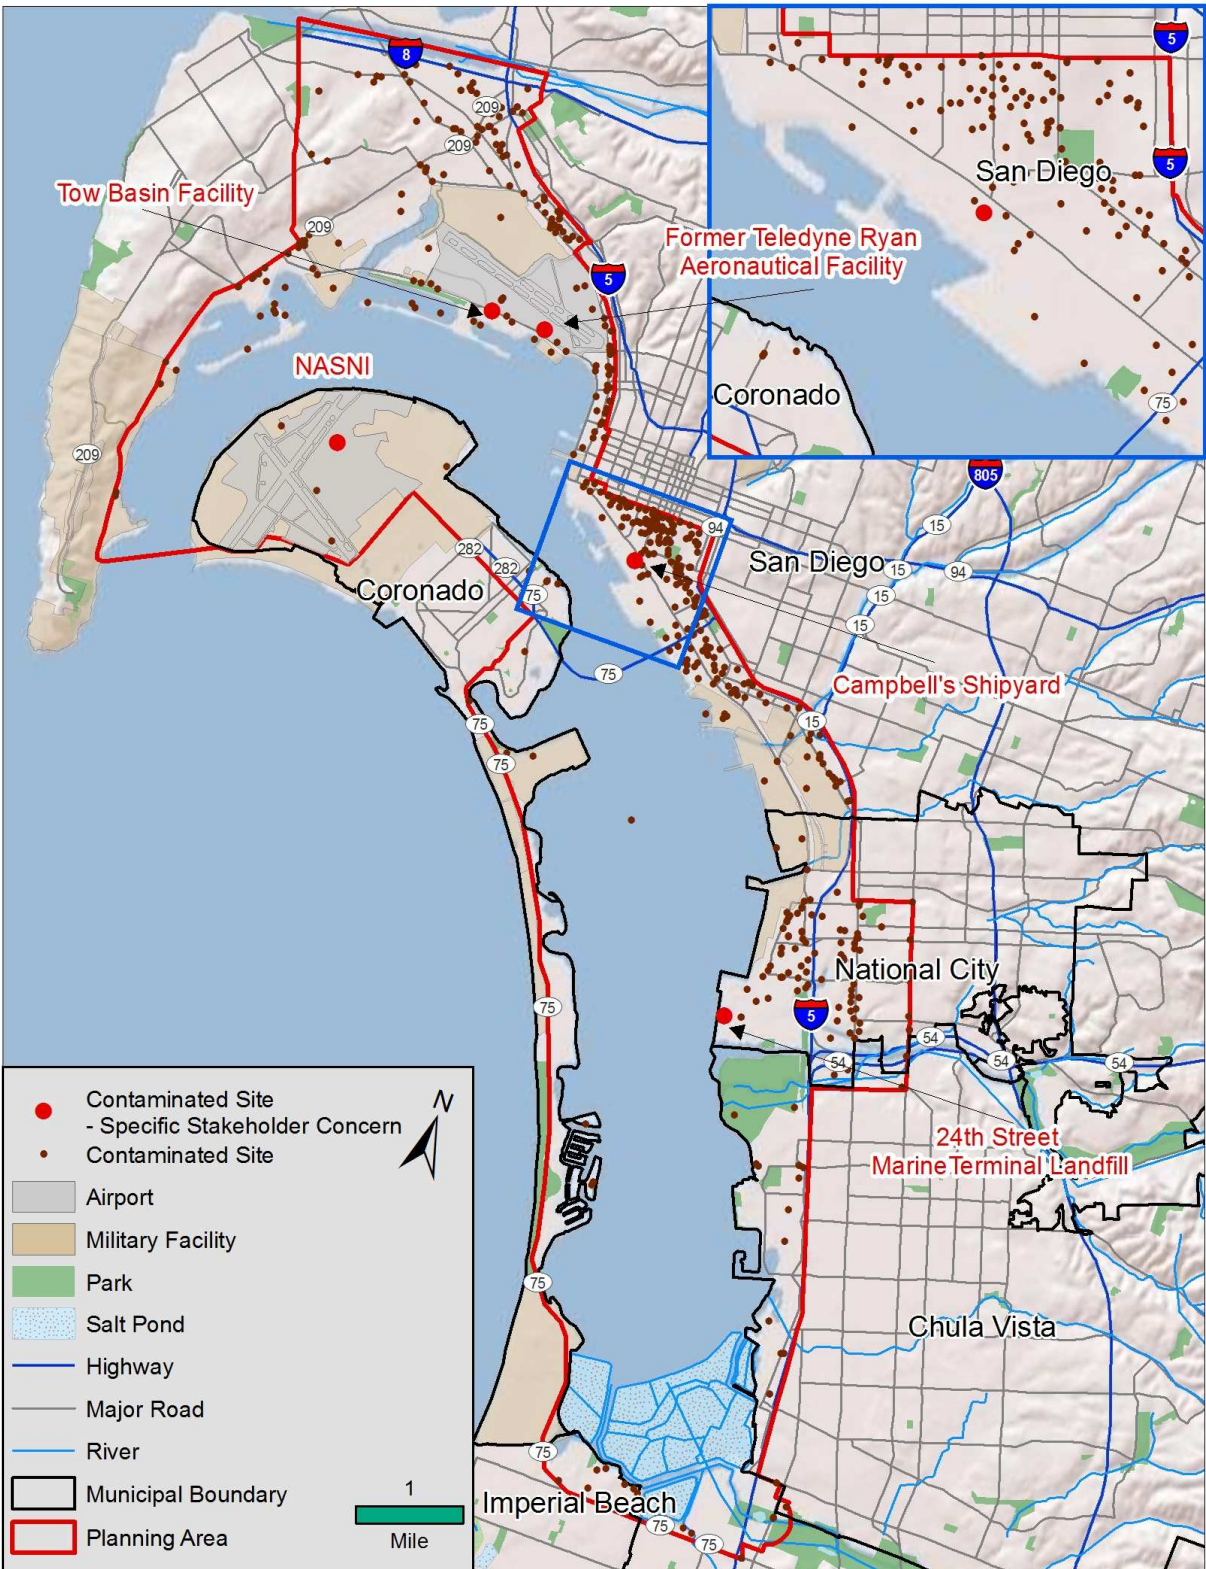 8
5
209
209
5
San Diego
Tow Basin Facility
209
Former Teledyne Ryan
Aeronautical Facility
5
NASNI
Coronado
75
209
805
15
94
282
San Diego
15
94
282
Coronado
75
15
15
75
Campbell's Shipyard
75
15
75
National City
75
5
54
54
54
54
Contaminated Site
- Specific Stakeholder Concern
Contaminated Site
N
24th Street
MarineTerminal Landfill
Airport
Military Facility
Park
75
Salt Pond
Chula Vista
Highway
Major Road
River
75
Municipal Boundary
1
Imperial Beach
Planning Area
Mile
75
75